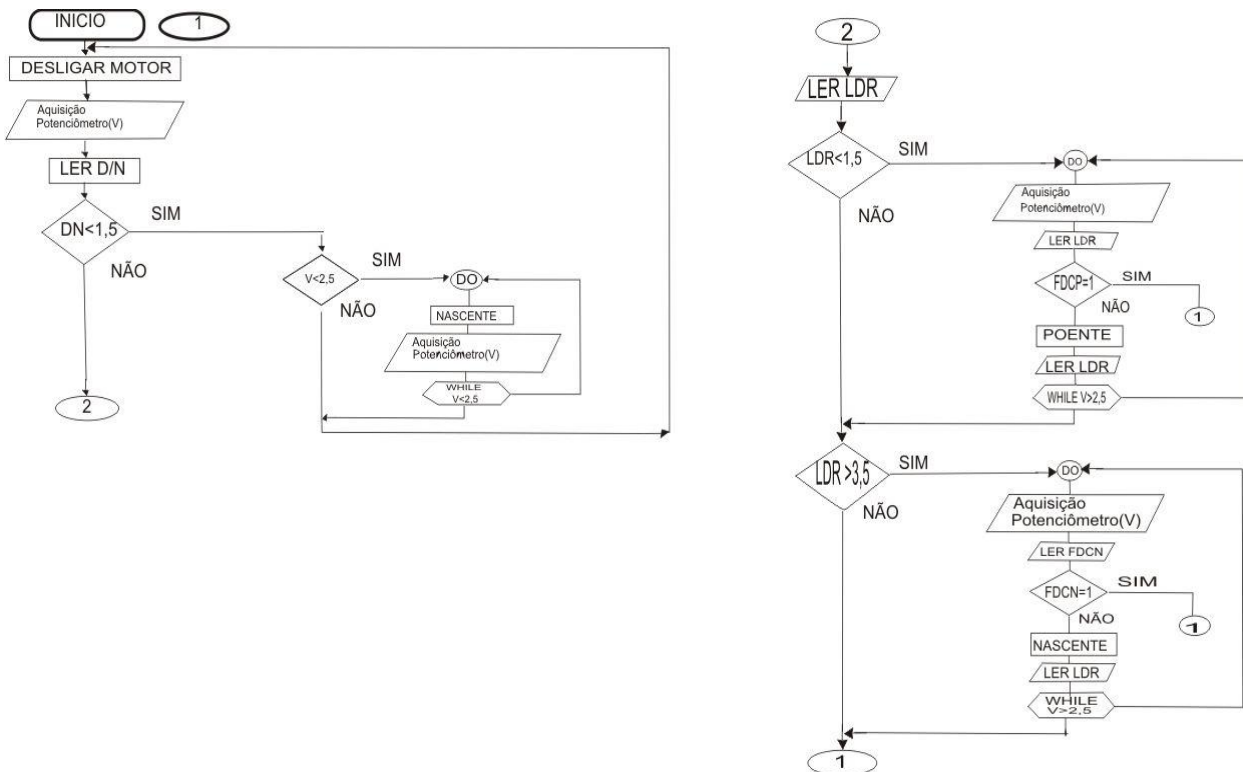 INICIO
1
DESLIGAR MOTOR
Aquisição
Potenciômetro(V)
LER D/N
DN<1,5
SIM
NÃO
2
V<2,5
SIM
NÃO
DO
NASCENTE
Aquisição
Potenciômetro(V)
WHILE
V<2,5
2
LER LDR
LDR<1,5
SIM
NÃO
DO
Aquisição
Potenciômetro(V)
LER LDR
FDCP=1
SIM
NÃO
1
POENTE
LER LDR
WHILE V>2,5
LDR >3,5
SIM
NÃO
DO
Aquisição
Potenciômetro(V)
LER FDCN
FDCN=1
SIM
NÃO
1
NASCENTE
LER LDR
WHILE
V>2,5
1